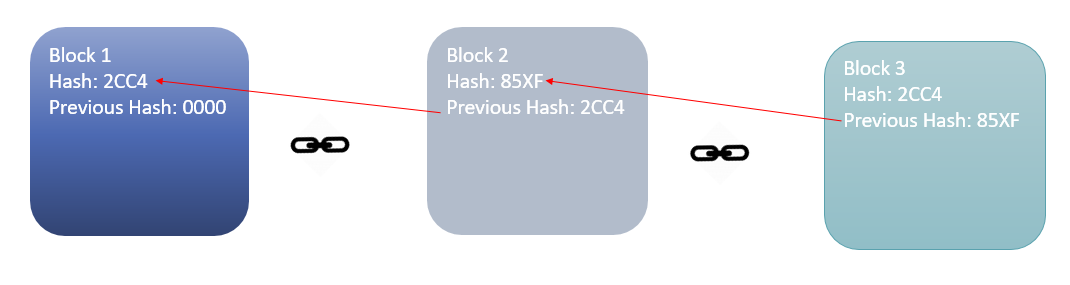 Block 1
Hash: 2CC4
Previous Hash: 0000
Block 2
Hash: 85XF
Previous Hash: 2CC4
Block 3
Hash: 2CC4
Previous Hash: 85XF